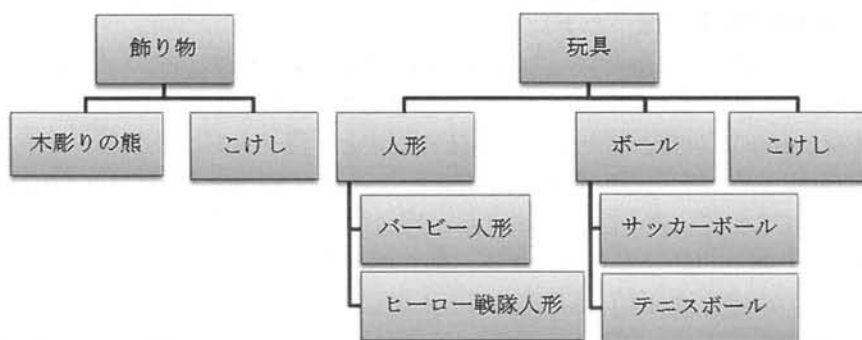 飾り物
玩具
木彫りの熊
こけし
人形
ボール
こけし
バービー人形
サッカーボール
ヒーロー戦隊人形
テニスボール